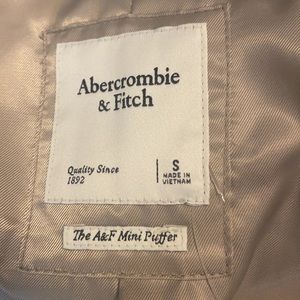 Abercrombie
& Fitch
Quality Since
1892
S
MADE IN
VIETNAM
The A&F Mini Puffer